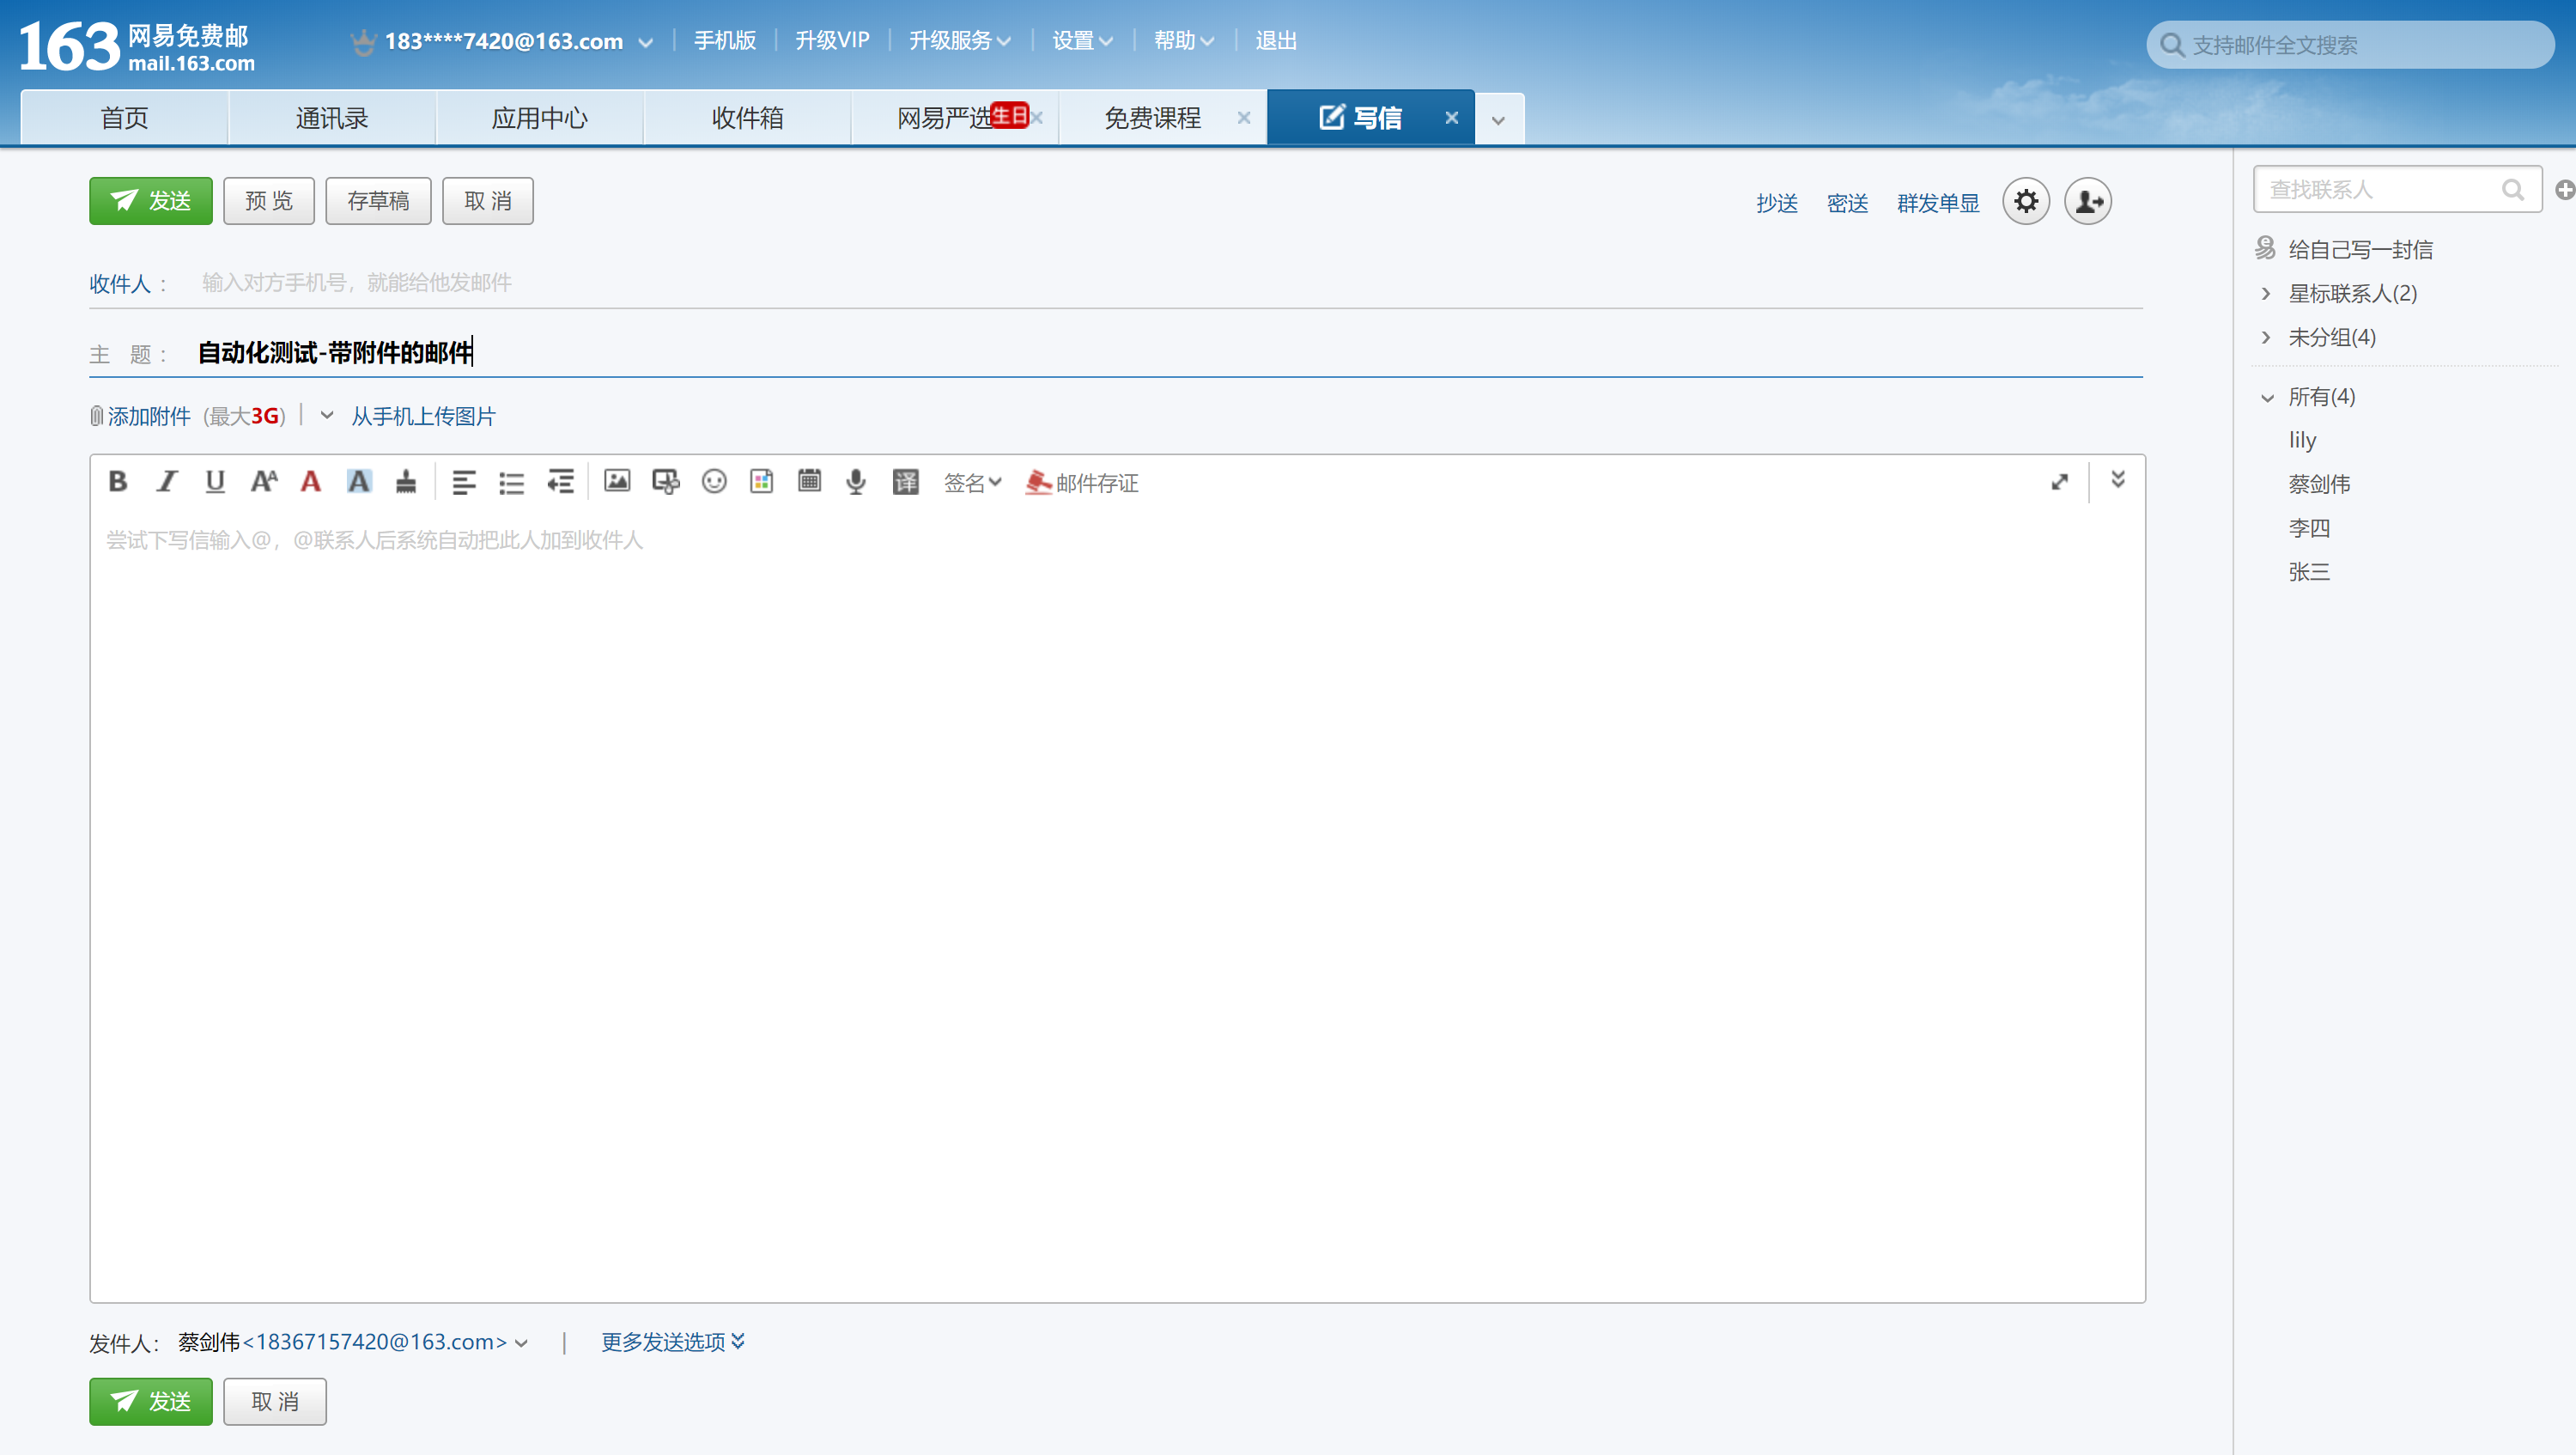 163 网易免费邮
mail.163.com
183****7420@163.com
手机版
升级VIP
升级服务
设置
帮助
退出
支持邮件全文搜索
首页
通讯录
应用中心
收件箱
网易严选 生日
免费课程
写信
发送
预 览
存草稿
取 消
抄送
密送
群发单显
收件人：
输入对方手机号，就能给他发邮件
主 题：
自动化测试-带附件的邮件
添加附件 (最大3G)
从手机上传图片
B I U AA A A
译
签名
邮件存证
尝试下写信输入@，@联系人后系统自动把此人加到收件人
发件人：
蔡剑伟<18367157420@163.com>
更多发送选项
发送
取 消
查找联系人
给自己写一封信
星标联系人(2)
未分组(4)
所有(4)
lily
蔡剑伟
李四
张三